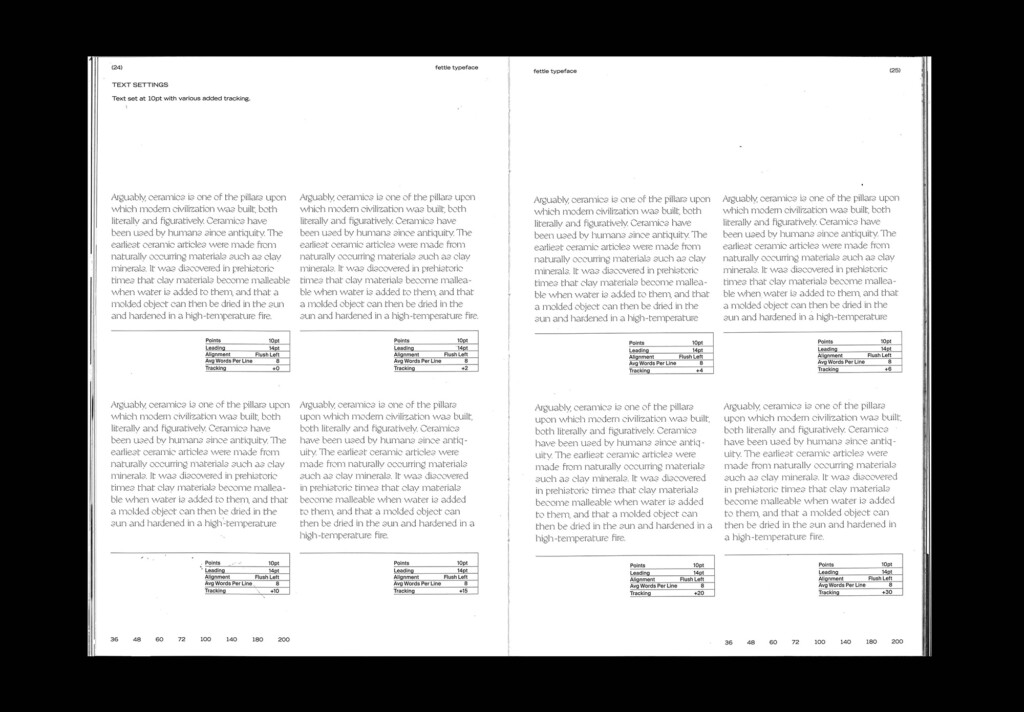 (24)
fettle typeface
TEXT SETTINGS
Text set at 10pt with various added tracking.
Arguably, ceramics is one of the pillars upon
which modern civilization was built, both
literally and figuratively. Ceramics have
been used by humans since antiquity. The
earliest ceramic articles were made from
naturally occurring materials such as clay
minerals. It was discovered in prehistoric
times that clay materials become malleable
when water is added to them, and that a
molded object can then be dried in the sun
and hardened in a high-temperature fire.
Points 10pt
Leading 14pt
Alignment Flush Left
Avg Words Per Line 8
Tracking +0
Arguably, ceramics is one of the pillars upon
which modern civilization was built, both
literally and figuratively. Ceramics have
been used by humans since antiquity. The
earliest ceramic articles were made from
naturally occurring materials such as clay
minerals. It was discovered in prehistoric
times that clay materials become mallea-
ble when water is added to them, and that
a molded object can then be dried in the
sun and hardened in a high-temperature fire.
Points 10pt
Leading 14pt
Alignment Flush Left
Avg Words Per Line 8
Tracking +2
Arguably, ceramics is one of the pillars upon
which modern civilization was built, both
literally and figuratively. Ceramics have
been used by humans since antiquity. The
earliest ceramic articles were made from
naturally occurring materials such as clay
minerals. It was discovered in prehistoric
times that clay materials become mallea-
ble when water is added to them, and that
a molded object can then be dried in the
sun and hardened in a high-temperature
Points 10pt
Leading 14pt
Alignment Flush Left
Avg Words Per Line 8
Tracking +10
Arguably, ceramics is one of the pillars
upon which modern civilization was built,
both literally and figuratively. Ceramics
have been used by humans since antiq-
uity. The earliest ceramic articles were
made from naturally occurring materials
such as clay minerals. It was discovered
in prehistoric times that clay materials
become malleable when water is added
to them, and that a molded object can
then be dried in the sun and hardened in a
high-temperature fire.
Points 10pt
Leading 14pt
Alignment Flush Left
Avg Words Per Line 8
Tracking +15
36 48 60 72 100 140 180 200
fettle typeface
(25)
Arguably, ceramics is one of the pillars upon
which modern civilization was built, both
literally and figuratively. Ceramics have
been used by humans since antiquity. The
earliest ceramic articles were made from
naturally occurring materials such as clay
minerals. It was discovered in prehistoric
times that clay materials become mallea-
ble when water is added to them, and that
a molded object can then be dried in the
sun and hardened in a high-temperature
Points 10pt
Leading 14pt
Alignment Flush Left
Avg Words Per Line 8
Tracking +4
Arguably, ceramics is one of the pillars upon
which modern civilization was built, both
literally and figuratively. Ceramics have
been used by humans since antiquity. The
earliest ceramic articles were made from
naturally occurring materials such as clay
minerals. It was discovered in prehistoric
times that clay materials become mallea-
ble when water is added to them, and that
a molded object can then be dried in the
sun and hardened in a high-temperature
Points 10pt
Leading 14pt
Alignment Flush Left
Avg Words Per Line 8
Tracking +6
Arguably, ceramics is one of the pillars
upon which modern civilization was built,
both literally and figuratively. Ceramics
have been used by humans since antiq-
uity. The earliest ceramic articles were
made from naturally occurring materials
such as clay minerals. It was discovered
in prehistoric times that clay materials
become malleable when water is added
to them, and that a molded object can
then be dried in the sun and hardened in a
high-temperature fire.
Points 10pt
Leading 14pt
Alignment Flush Left
Avg Words Per Line 8
Tracking +20
Arguably, ceramics is one of the pillars
upon which modern civilization was built,
both literally and figuratively. Ceramics
have been used by humans since antiq-
uity. The earliest ceramic articles were
made from naturally occurring materials
such as clay minerals. It was discovered
in prehistoric times that clay materials
become malleable when water is added
to them, and that a molded object can
then be dried in the sun and hardened in
a high-temperature fire.
Points 10pt
Leading 14pt
Alignment Flush Left
Avg Words Per Line 8
Tracking +30
36 48 60 72 100 140 180 200